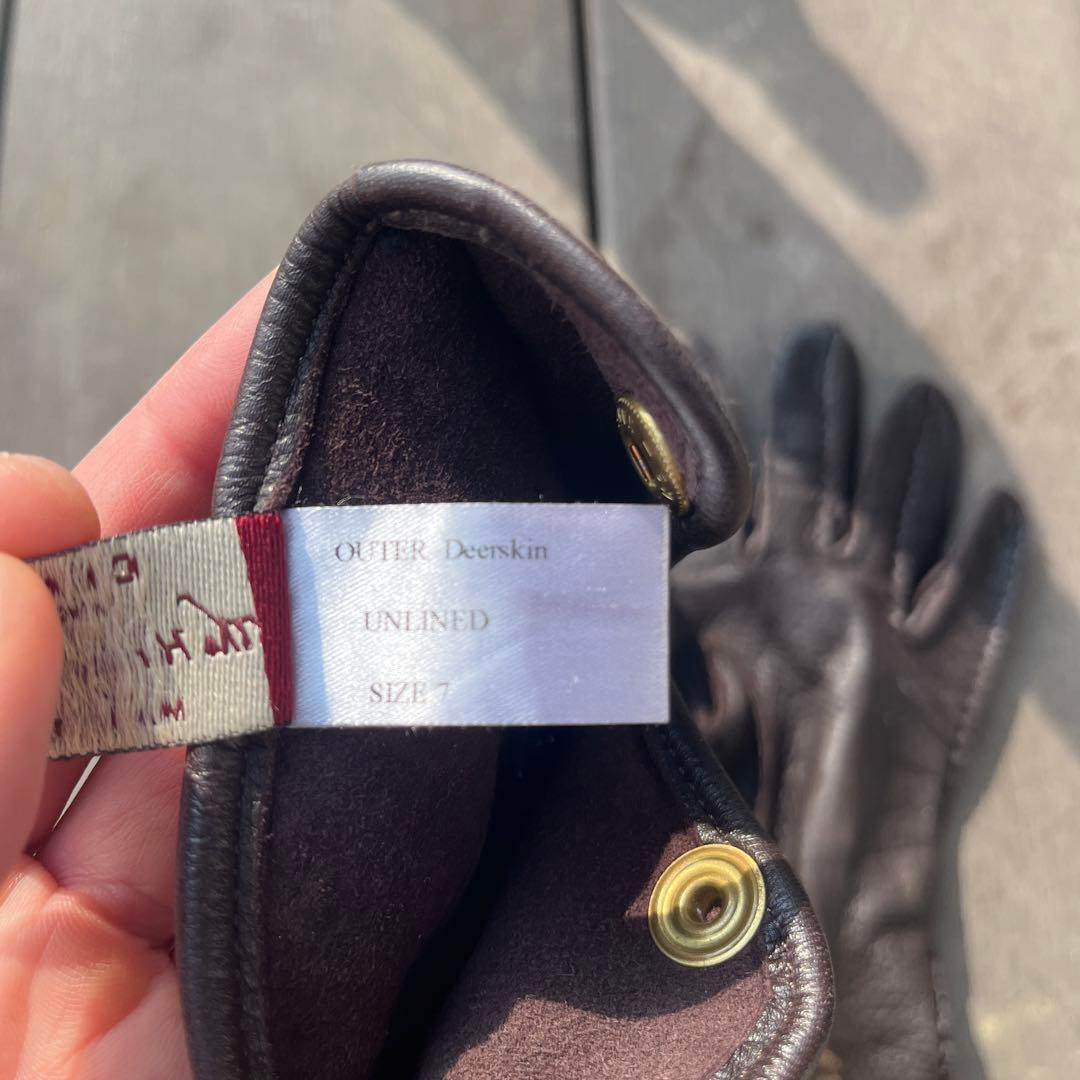 OUTER Deerskin
UNLINED
SIZE 7